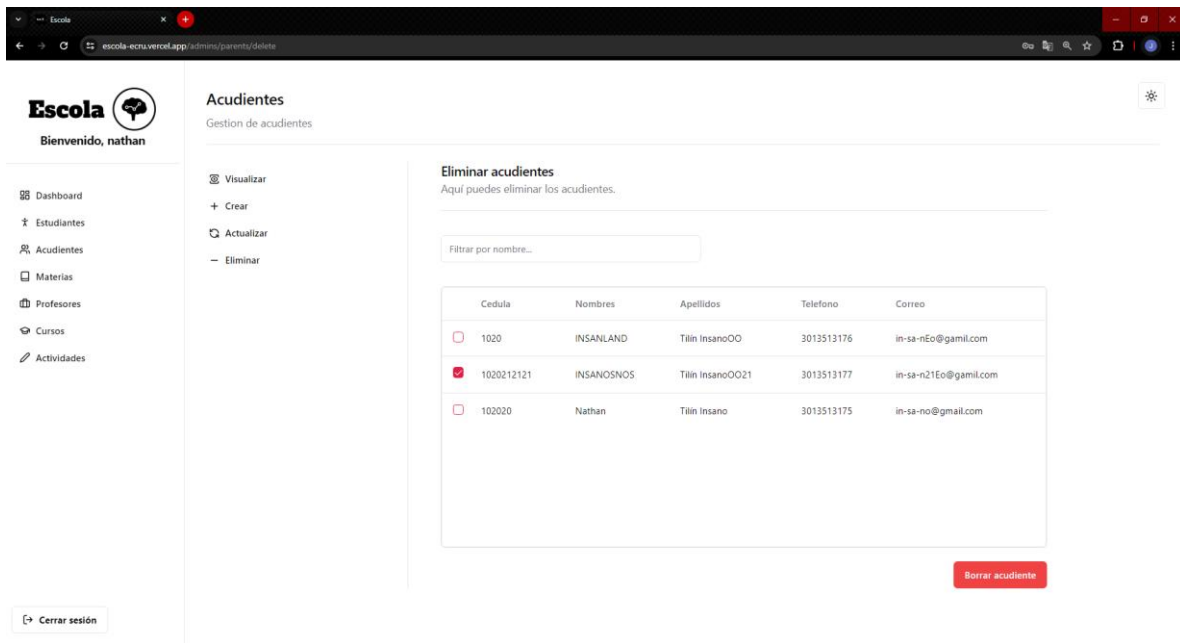 Escola
escola-ecru.vercel.app/admins/parents/delete
Escola
Bienvenido, nathan
Dashboard
Estudiantes
Acudientes
Materias
Profesores
Cursos
Actividades
Cerrar sesión
Acudientes
Gestion de acudientes
Visualizar
Crear
Actualizar
Eliminar
Eliminar acudientes
Aquí puedes eliminar los acudientes.
Filtrar por nombre...
Cedula Nombres Apellidos Telefono Correo
1020 INSANLAND Tilín InsanoOO 3013513176 in-sa-nEo@gamil.com
1020212121 INSANOSNOS Tilín InsanoOO21 3013513177 in-sa-n21Eo@gamil.com
102020 Nathan Tilín Insano 3013513175 in-sa-no@gmail.com
Borrar acudiente